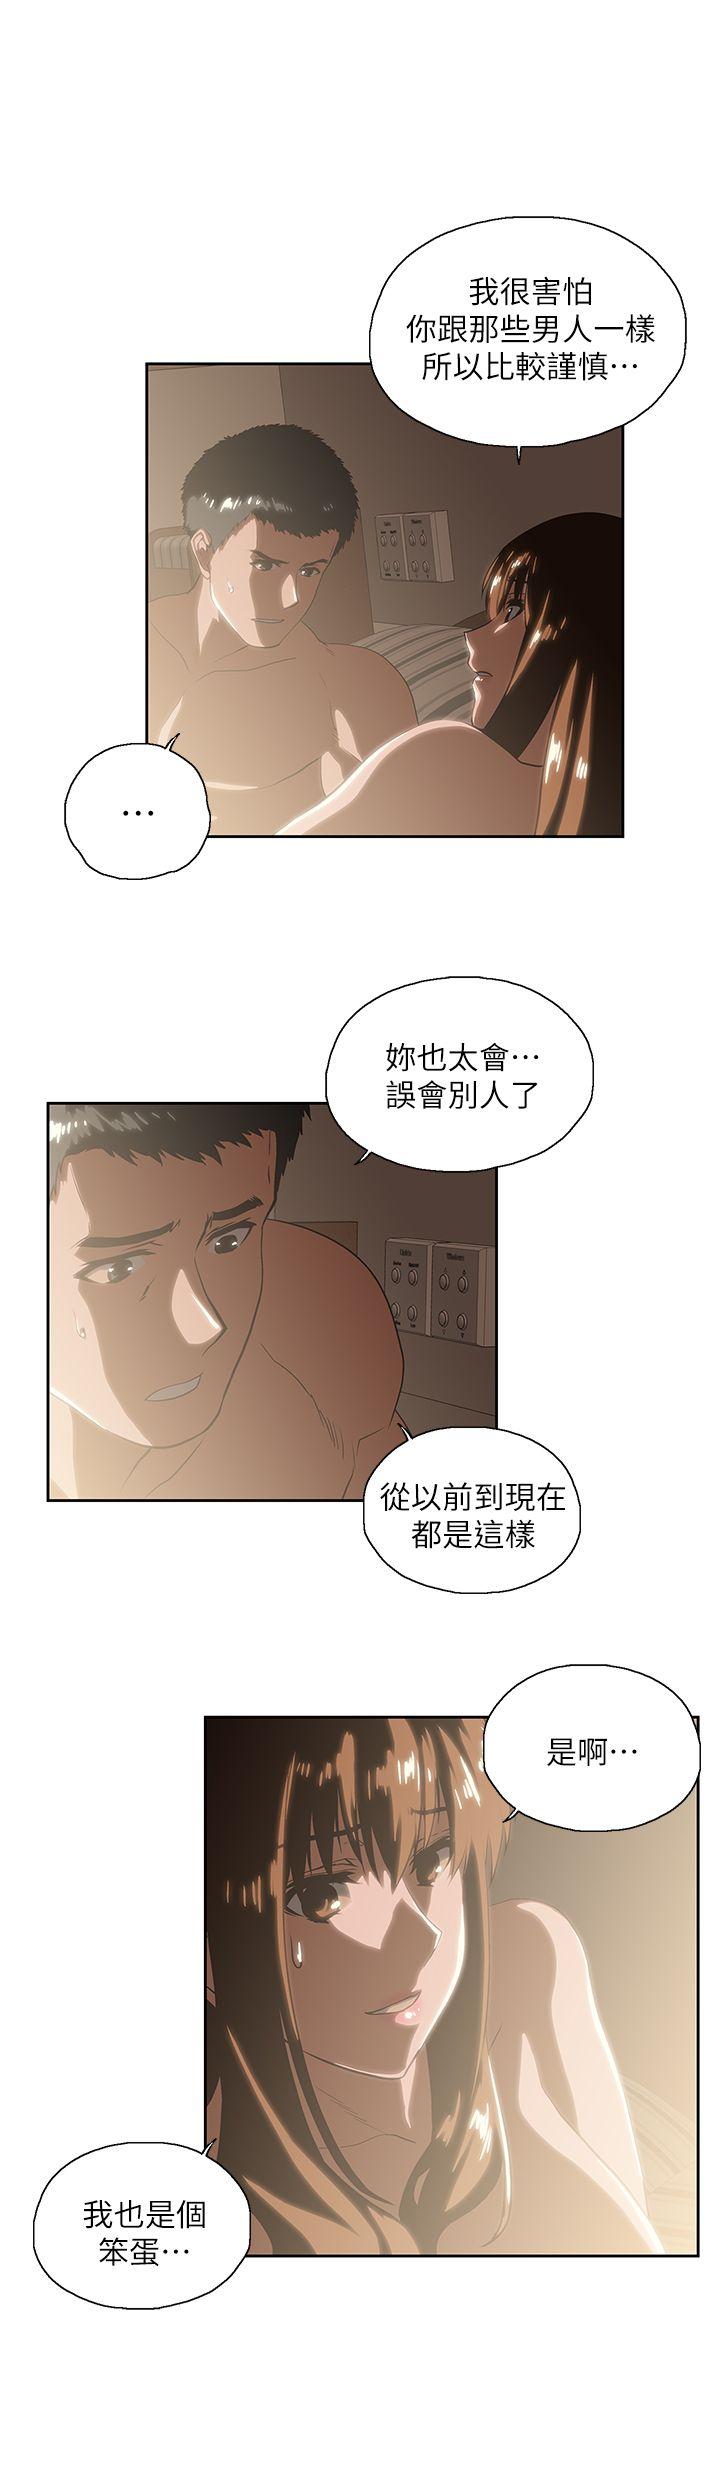 我很害怕
你跟那些男人一樣
所以比較謹慎…
…
妳也太會…
誤會別人了
從以前到現在
都是這樣
是啊…
我也是個
笨蛋…